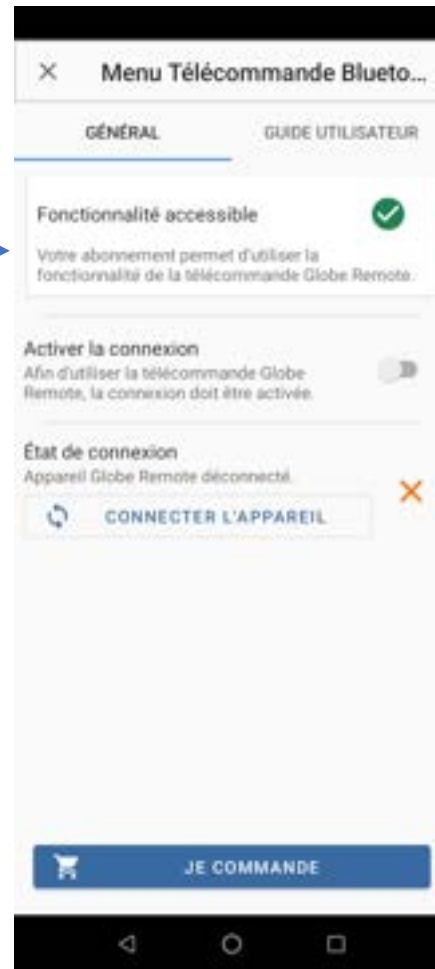 Menu Télécommande Blueto...
GÉNÉRAL
GUIDE UTILISATEUR
Fonctionnalité accessible
Votre abonnement permet d'utiliser la
fonctionnalité de la télécommande Globe Remote.
Activer la connexion
Afin d'utiliser la télécommande Globe
Remote, la connexion doit être activée.
État de connexion
Appareil Globe Remote déconnecté.
CONNECTER L'APPAREIL
JE COMMANDE